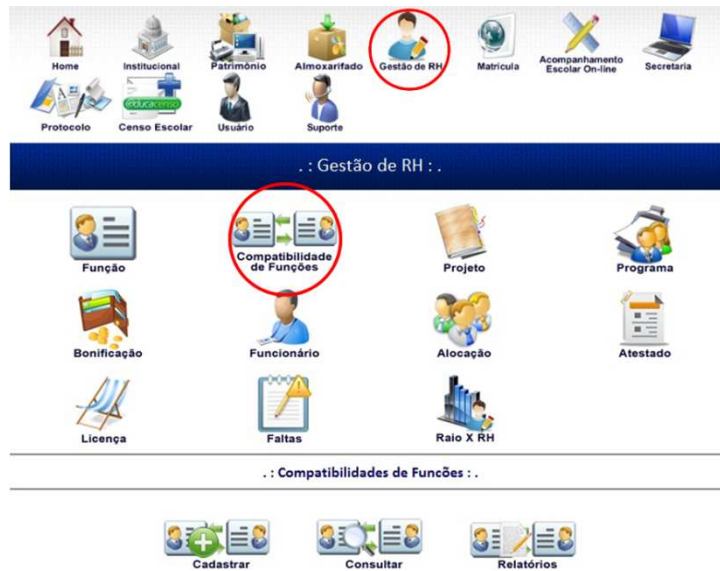 Home
Institucional
Patrimônio
Almoxarifado
Gestão de RH
Matrícula
Acompanhamento
Escolar On-line
Secretaria
Protocolo
educacenso
Censo Escolar
Usuário
Suporte
. : Gestão de RH : .
Função
Compatibilidade
de Funções
Projeto
Programa
Bonificação
Funcionário
Alocação
Atestado
Licença
Faltas
Raio X RH
. : Compatibilidades de Funcões : .
Cadastrar
Consultar
Relatórios